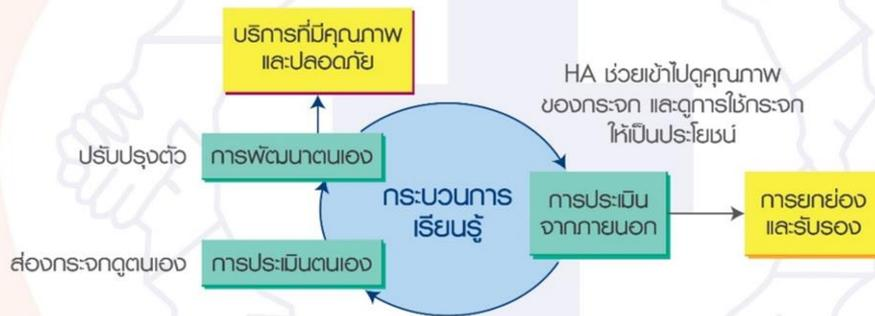 บริการที่มีคุณภาพ
และปลอดภัย
HA ช่วยเข้าไปดูคุณภาพ
ของกระจก และดูการใช้กระจก
ให้เป็นประโยชน์
ปรับปรุงตัว
การพัฒนาตนเอง
กระบวนการ
เรียนรู้
การประเมิน
จากภายนอก
การยกย่อง
และรับรอง
ส่องกระจกดูตนเอง
การประเมินตนเอง